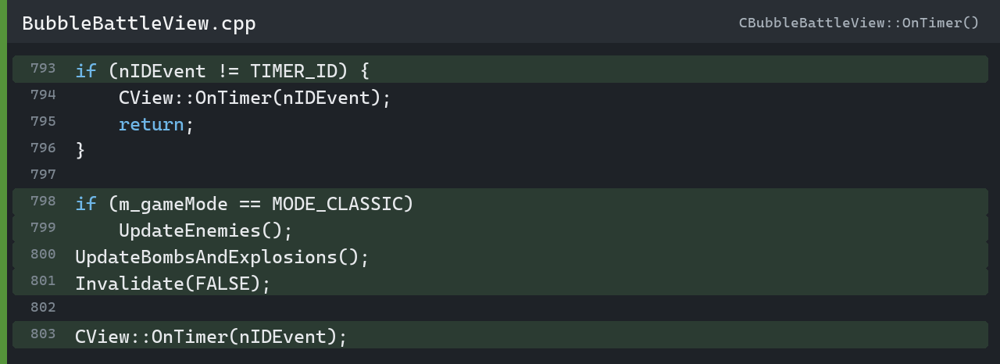 BubbleBattleView.cpp CBubbleBattleView::OnTimer()
793 if (nIDEvent != TIMER_ID) {
794     CView::OnTimer(nIDEvent);
795     return;
796 }
797
798 if (m_gameMode == MODE_CLASSIC)
799     UpdateEnemies();
800 UpdateBombsAndExplosions();
801 Invalidate(FALSE);
802
803 CView::OnTimer(nIDEvent);